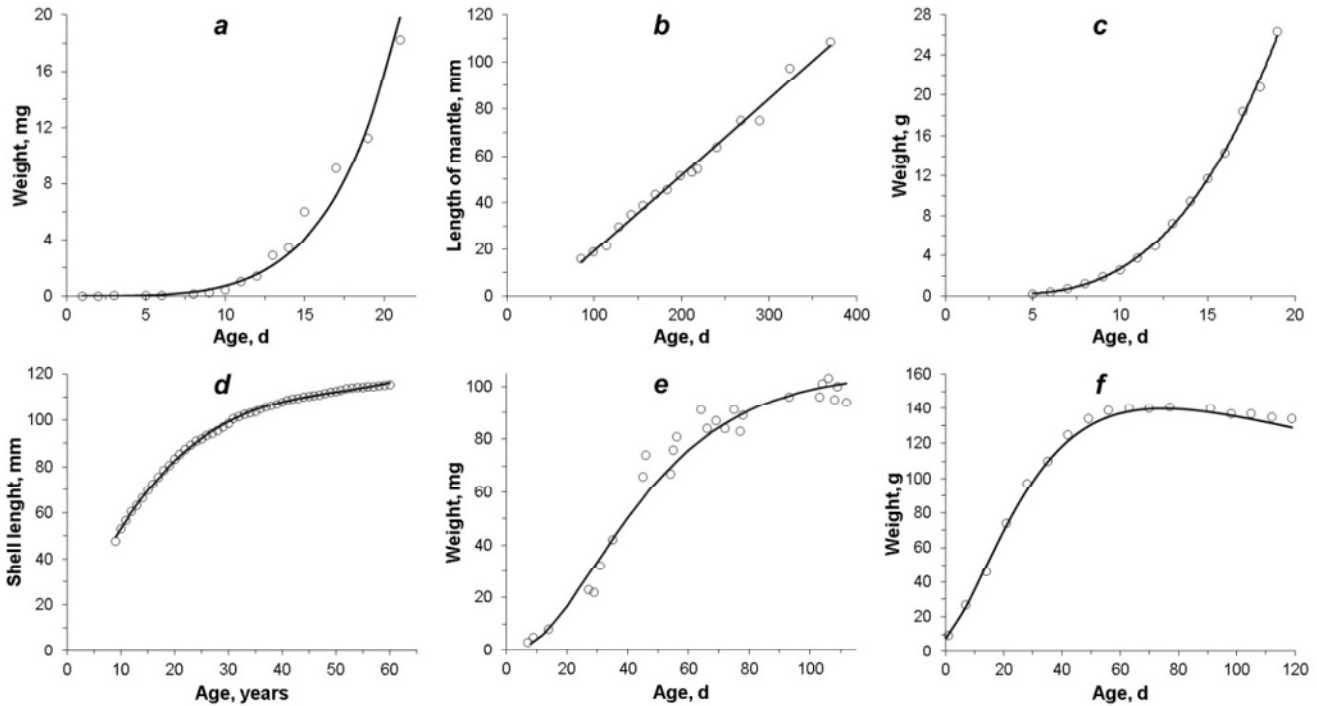 a
Weight, mg
20
16
12
8
4
0
0 5 10 15 20
Age, d
b
Length of mantle, mm
120
100
80
60
40
20
0
0 100 200 300 400
Age, d
c
Weight, g
28
24
20
16
12
8
4
0
0 5 10 15 20
Age, d
d
Shell lenght, mm
120
100
80
60
40
20
0
0 10 20 30 40 50 60
Age, years
e
Weight, mg
100
80
60
40
20
0
0 20 40 60 80 100
Age, d
f
Weight, g
160
140
120
100
80
60
40
20
0
0 20 40 60 80 100 120
Age, d